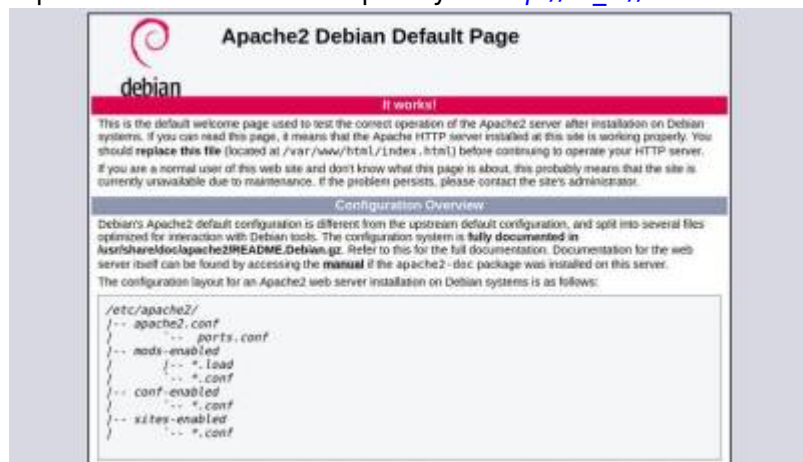 Apache2 Debian Default Page
debian
It works!
This is the default welcome page used to test the correct operation of the Apache2 server after installation on Debian
systems. If you can read this page, it means that the Apache HTTP server installed at this site is working properly. You
should replace this file (located at /var/www/html/index.html) before continuing to operate your HTTP server.
If you are a normal user of this web site and don't know what this page is about, this probably means that the site is
currently unavailable due to maintenance. If the problem persists, please contact the site's administrator.
Configuration Overview
Debian's Apache2 default configuration is different from the upstream default configuration, and split into several files
optimized for interaction with Debian tools. The configuration system is fully documented in
/usr/share/doc/apache2/README.Debian.gz. Refer to this for the full documentation. Documentation for the web
server itself can be found by accessing the manual if the apache2-doc package was installed on this server.
The configuration layout for an Apache2 web server installation on Debian systems is as follows:
/etc/apache2/
|-- apache2.conf
|       `--  ports.conf
|-- mods-enabled
|       |-- *.load
|       `-- *.conf
|-- conf-enabled
|       `-- *.conf
|-- sites-enabled
|       `-- *.conf